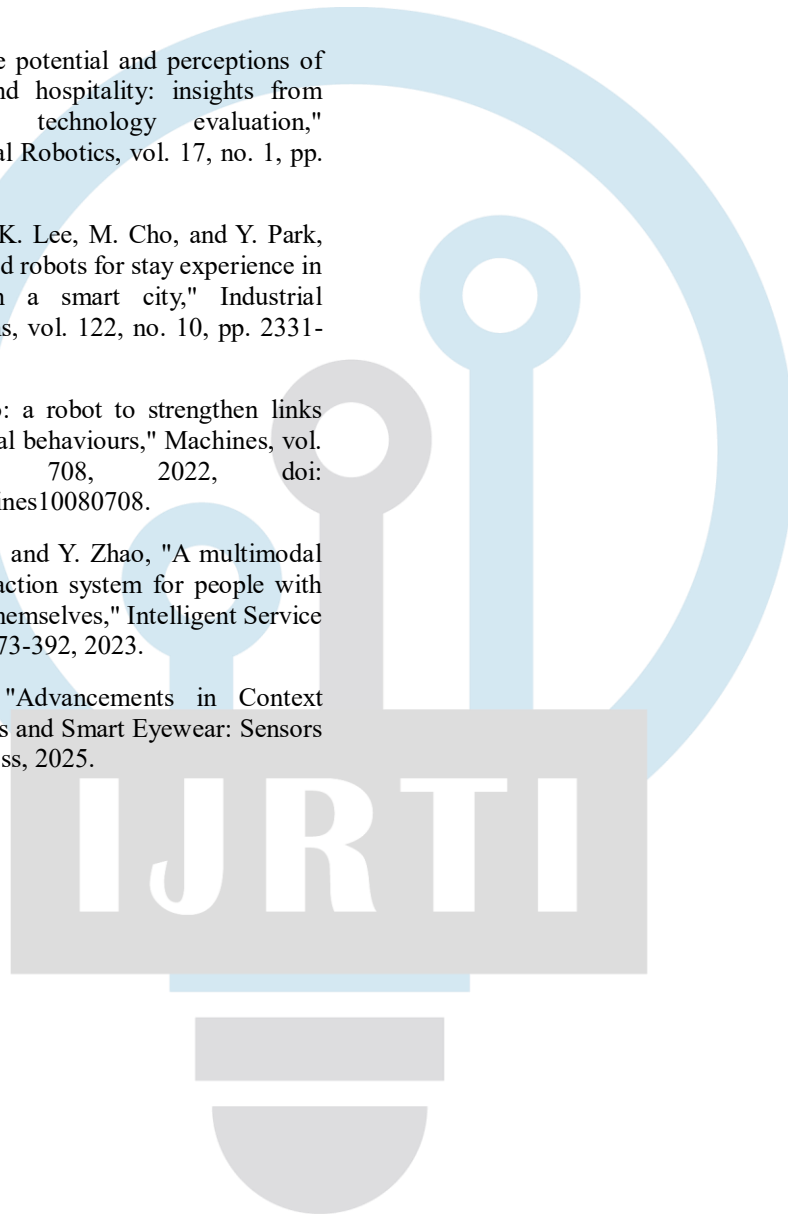 potential and perceptions of
hospitality: insights from
technology evaluation,"
Robotics, vol. 17, no. 1, pp.
K. Lee, M. Cho, and Y. Park,
robots for stay experience in
a smart city," Industrial
vol. 122, no. 10, pp. 2331-
: a robot to strengthen links
behaviours," Machines, vol.
708, 2022, doi:
ines10080708.
and Y. Zhao, "A multimodal
action system for people with
hemselves," Intelligent Service
73-392, 2023.
"Advancements in Context
s and Smart Eyewear: Sensors
ss, 2025.
IJRTI